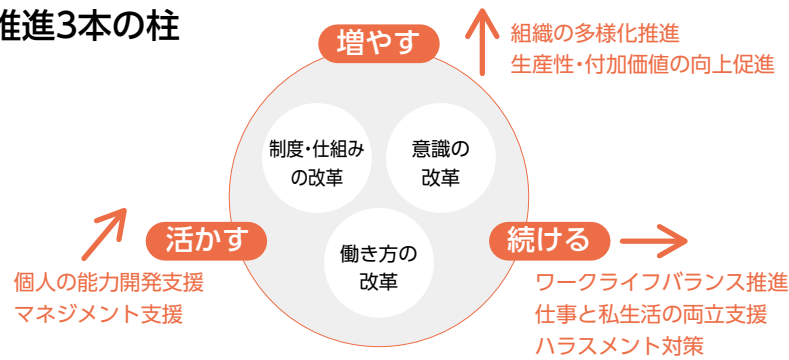 推進3本の柱
増やす
組織の多様化推進
生産性・付加価値の向上促進
制度・仕組み
の改革
意識の
改革
働き方の
改革
活かす
個人の能力開発支援
マネジメント支援
続ける
ワークライフバランス推進
仕事と私生活の両立支援
ハラスメント対策